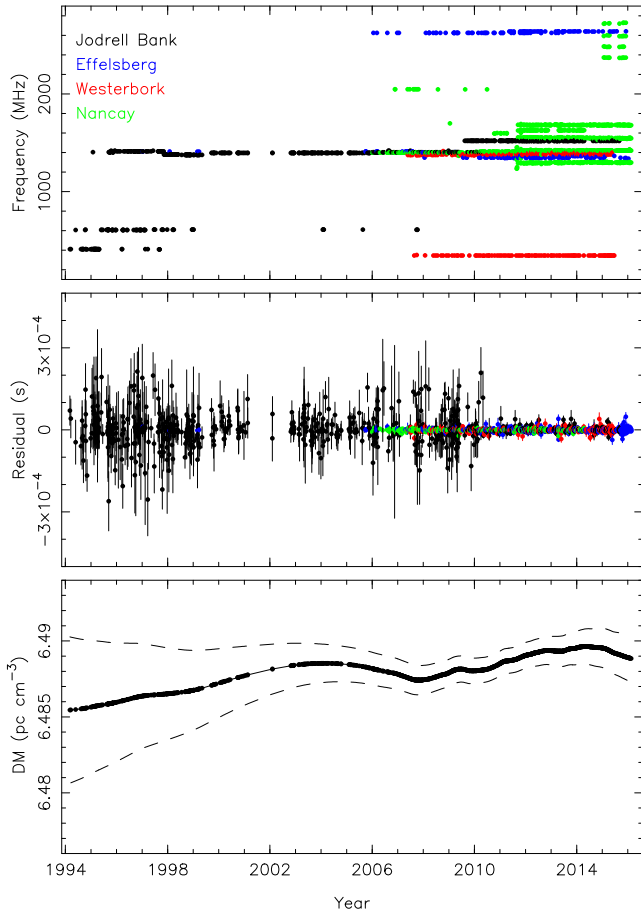 Jodrell Bank
Effelsberg
Westerbork
Nancay
Frequency (MHz)
1000
2000
Residual (s)
3×10⁻⁴
0
−3×10⁻⁴
DM (pc cm⁻³)
6.49
6.485
6.48
1994
1998
2002
2006
2010
2014
Year